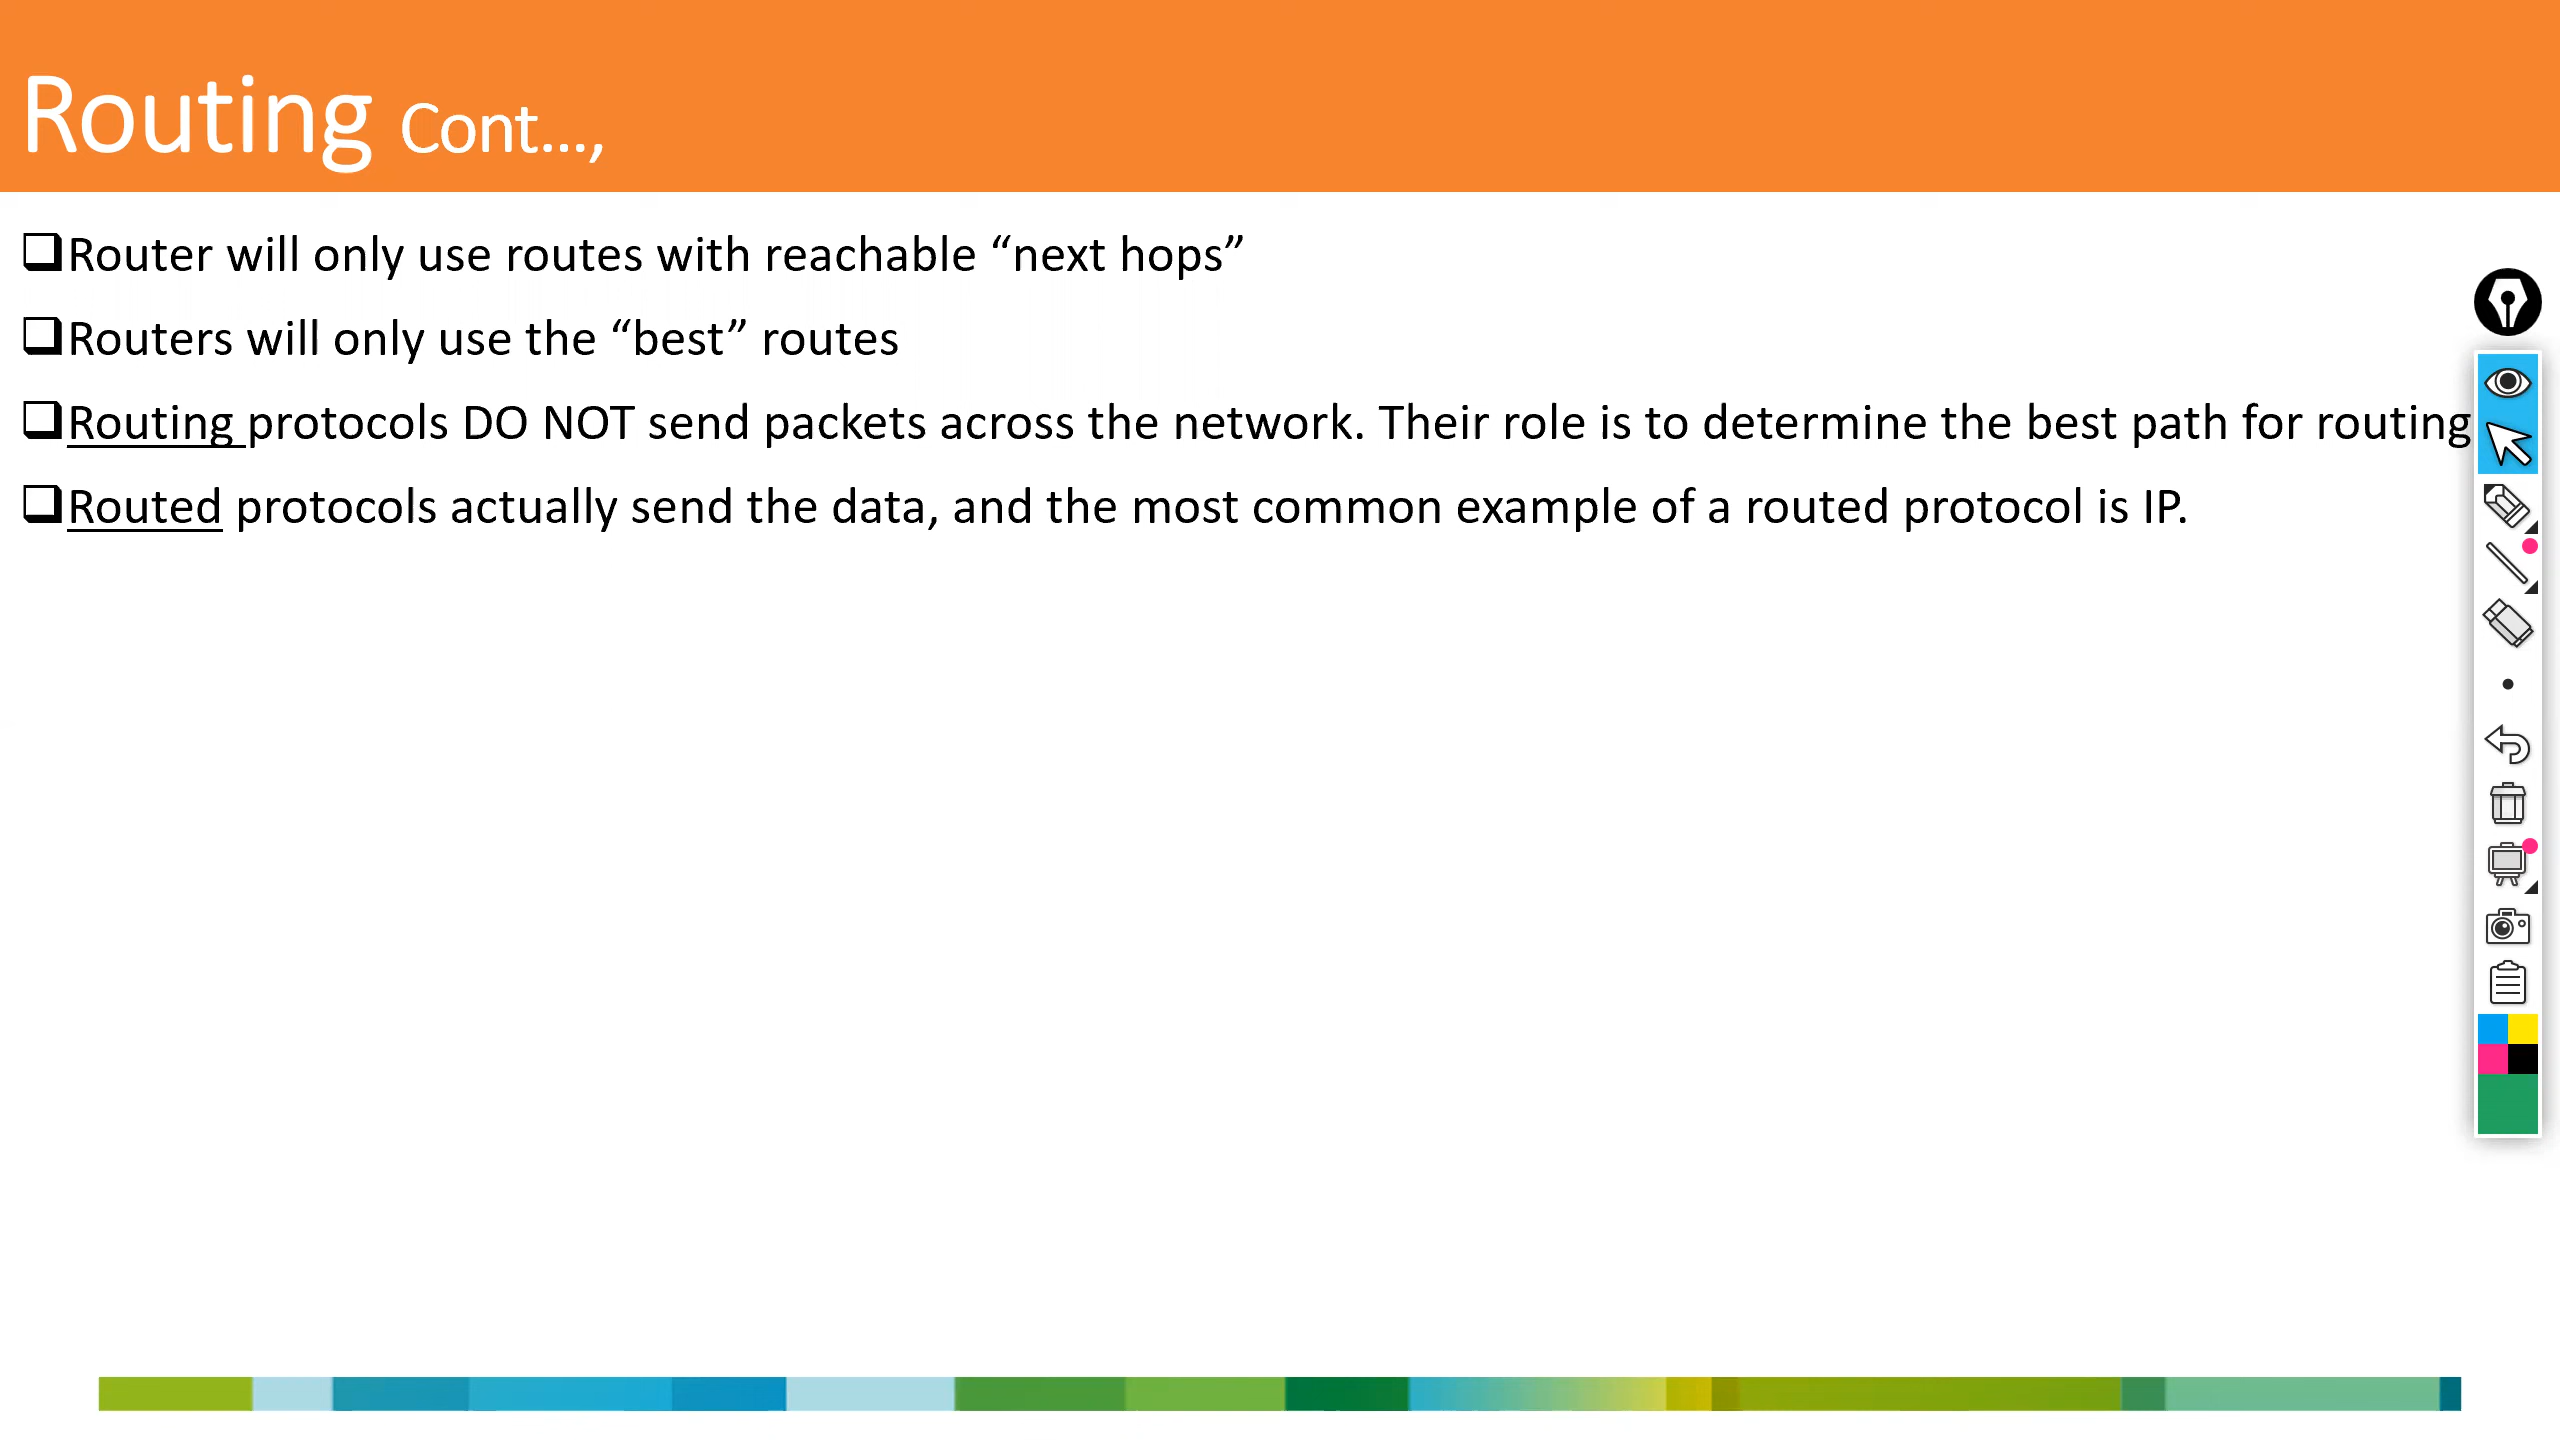 Routing Cont...,
Router will only use routes with reachable “next hops”
Routers will only use the “best” routes
Routing protocols DO NOT send packets across the network. Their role is to determine the best path for routing
Routed protocols actually send the data, and the most common example of a routed protocol is IP.